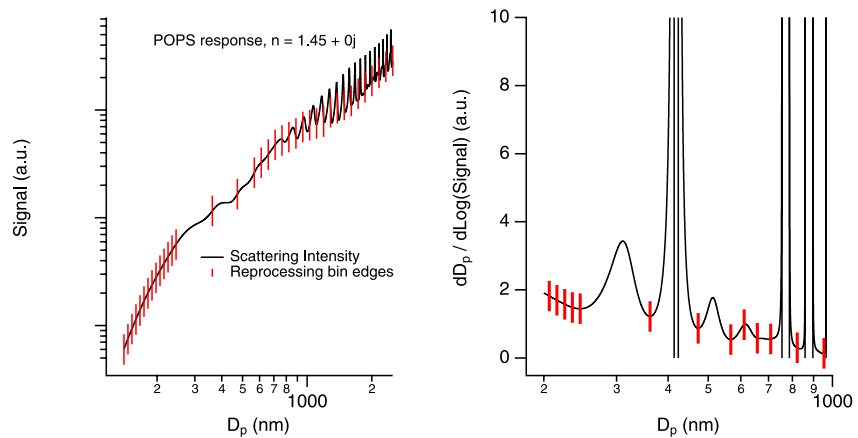 POPS response, n = 1.45 + 0j
Signal (a.u.)
Scattering Intensity
Reprocessing bin edges
2 3 4 5 6 7 8 1000 2
Dp (nm)
10
8
6
4
2
0
dDp / dLog(Signal) (a.u.)
2 3 4 5 6 7 8 9 1000
Dp (nm)